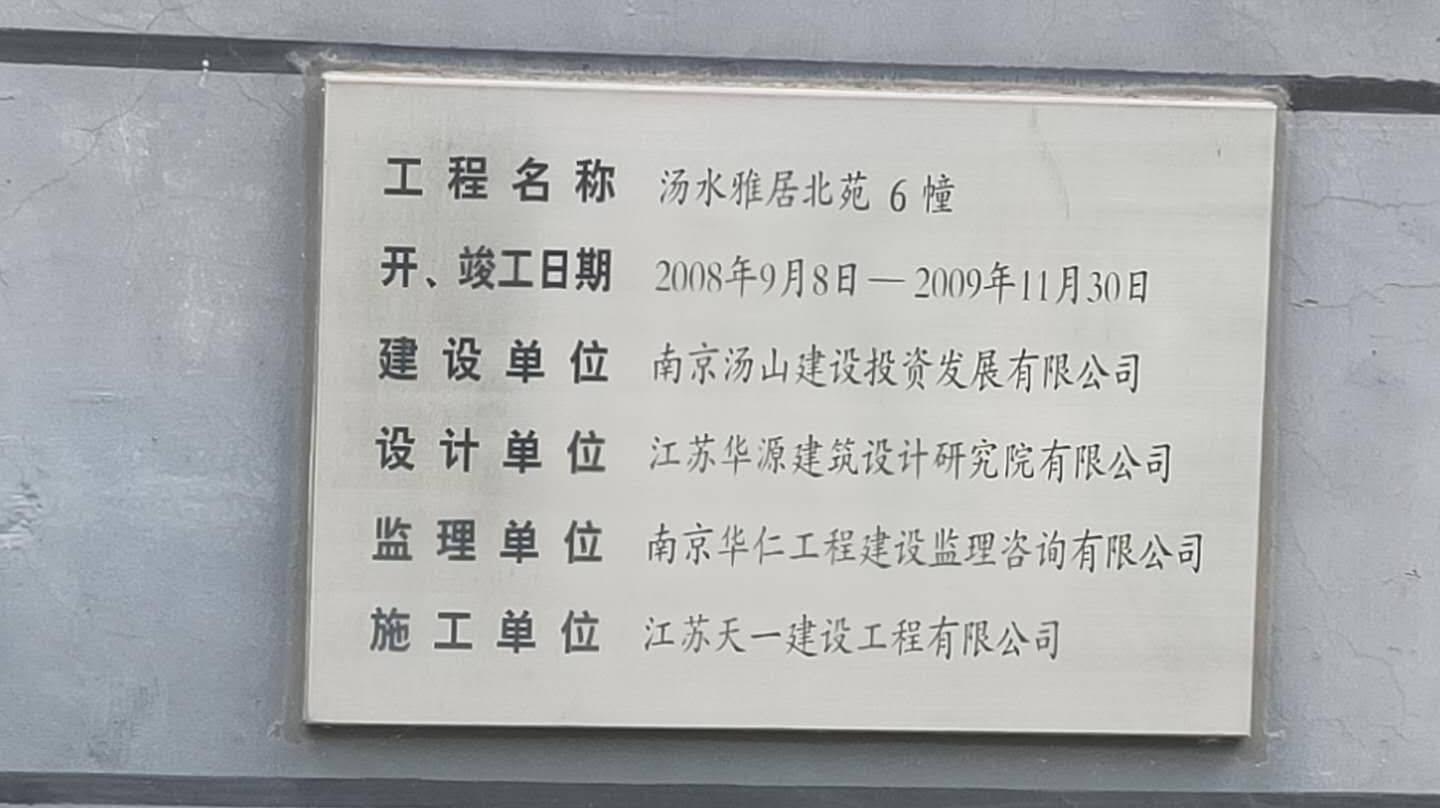 工程名称 汤水雅居北苑 6 幢
开、竣工日期 2008年9月8日—2009年11月30日
建设单位 南京汤山建设投资发展有限公司
设计单位 江苏华源建筑设计研究院有限公司
监理单位 南京华仁工程建设监理咨询有限公司
施工单位 江苏天一建设工程有限公司